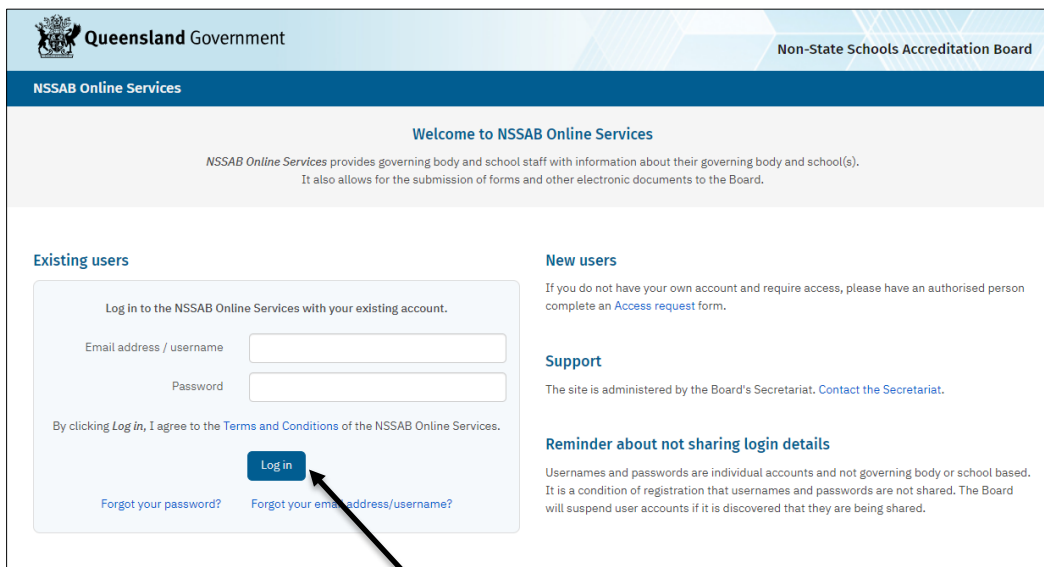 Queensland Government
Non-State Schools Accreditation Board
NSSAB Online Services
Welcome to NSSAB Online Services
NSSAB Online Services provides governing body and school staff with information about their governing body and school(s).
It also allows for the submission of forms and other electronic documents to the Board.
Existing users
Log in to the NSSAB Online Services with your existing account.
Email address / username
Password
By clicking Log in, I agree to the Terms and Conditions of the NSSAB Online Services.
Log in
Forgot your password? Forgot your email address/username?
New users
If you do not have your own account and require access, please have an authorised person
complete an Access request form.
Support
The site is administered by the Board's Secretariat. Contact the Secretariat.
Reminder about not sharing login details
Usernames and passwords are individual accounts and not governing body or school based.
It is a condition of registration that usernames and passwords are not shared. The Board
will suspend user accounts if it is discovered that they are being shared.